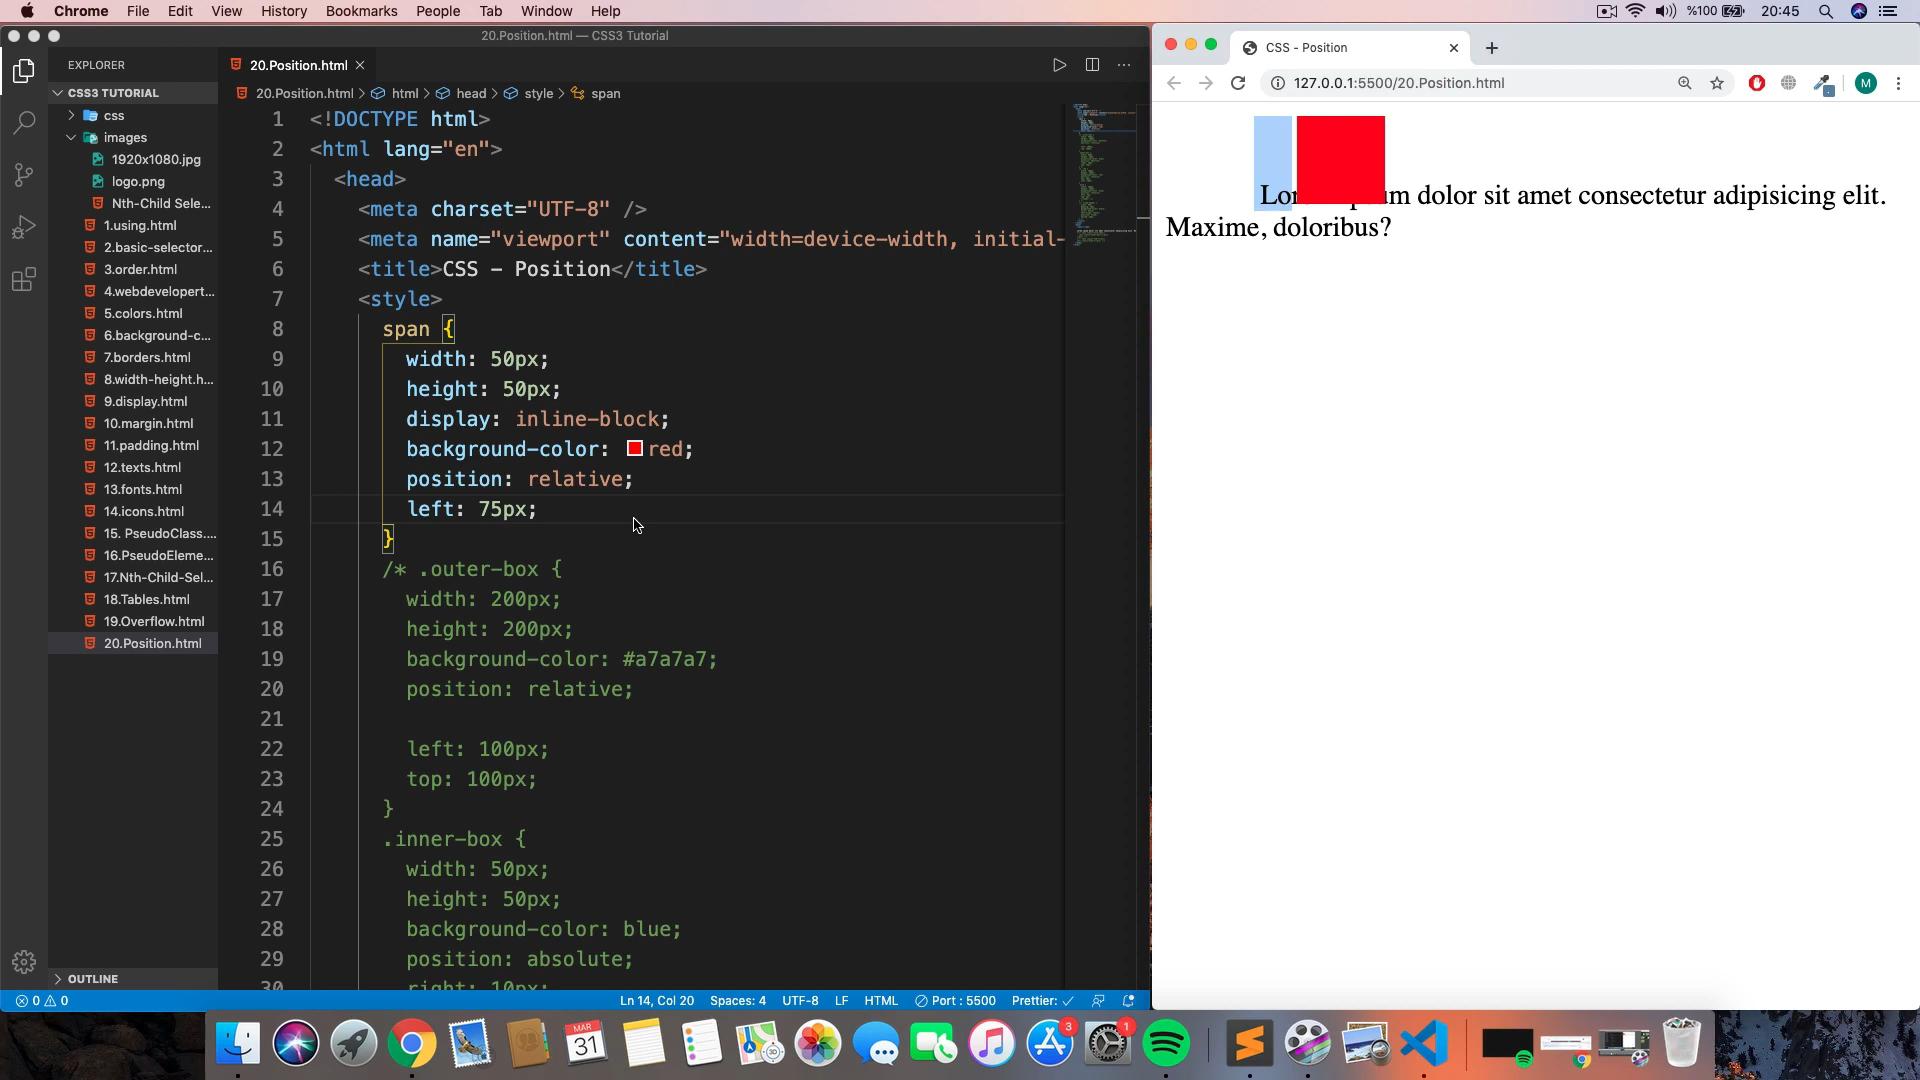 Chrome File Edit View History Bookmarks People Tab Window Help
%100 20:45
20.Position.html — CSS3 Tutorial
EXPLORER
CSS3 TUTORIAL
css
images
1920x1080.jpg
logo.png
Nth-Child Sele...
1.using.html
2.basic-selector...
3.order.html
4.webdevelopert...
5.colors.html
6.background-c...
7.borders.html
8.width-height.h...
9.display.html
10.margin.html
11.padding.html
12.texts.html
13.fonts.html
14.icons.html
15. PseudoClass....
16.PseudoEleme...
17.Nth-Child-Sel...
18.Tables.html
19.Overflow.html
20.Position.html
OUTLINE
20.Position.html
20.Position.html > html > head > style > span
1 <!DOCTYPE html>
2 <html lang="en">
3 <head>
4 <meta charset="UTF-8" />
5 <meta name="viewport" content="width=device-width, initial-
6 <title>CSS - Position</title>
7 <style>
8 span {
9 width: 50px;
10 height: 50px;
11 display: inline-block;
12 background-color: red;
13 position: relative;
14 left: 75px;
15 }
16 /* .outer-box {
17 width: 200px;
18 height: 200px;
19 background-color: #a7a7a7;
20 position: relative;
21
22 left: 100px;
23 top: 100px;
24 }
25 .inner-box {
26 width: 50px;
27 height: 50px;
28 background-color: blue;
29 position: absolute;
30 right: 10px;
0 0
Ln 14, Col 20 Spaces: 4 UTF-8 LF HTML Port : 5500 Prettier: ✓
CSS - Position
127.0.0.1:5500/20.Position.html
M
dolor sit amet consectetur adipisicing elit.
Maxime, doloribus?
MAR
31
3
1